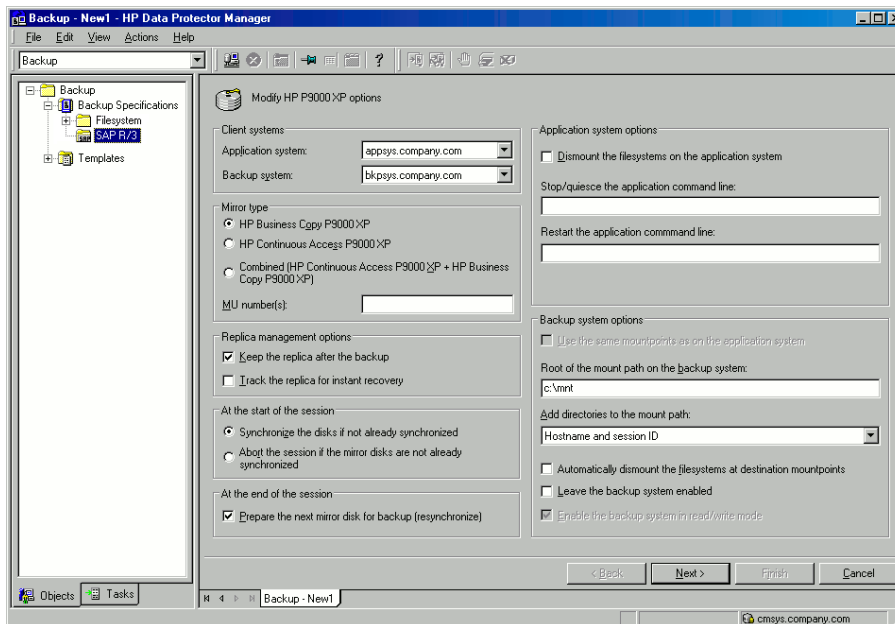 Backup - New1 - HP Data Protector Manager
File Edit View Actions Help
Backup
Backup
Backup Specifications
Filesystem
SAP R/3
Templates
Objects
Tasks
Modify HP P9000 XP options
Client systems
Application system:
appsys.company.com
Backup system:
bkpsys.company.com
Mirror type
HP Business Copy P9000 XP
HP Continuous Access P9000 XP
Combined (HP Continuous Access P9000 XP + HP Business
Copy P9000 XP)
MU number(s):
Replica management options
Keep the replica after the backup
Track the replica for instant recovery
At the start of the session
Synchronize the disks if not already synchronized
Abort the session if the mirror disks are not already
synchronized
At the end of the session
Prepare the next mirror disk for backup (resynchronize)
Application system options
Dismount the filesystems on the application system
Stop/quiesce the application command line:
Restart the application commmand line:
Backup system options
Use the same mountpoints as on the application system
Root of the mount path on the backup system:
c:\mnt
Add directories to the mount path:
Hostname and session ID
Automatically dismount the filesystems at destination mountpoints
Leave the backup system enabled
Enable the backup system in read/write mode
< Back
Next >
Finish
Cancel
Backup - New1
cmsys.company.com